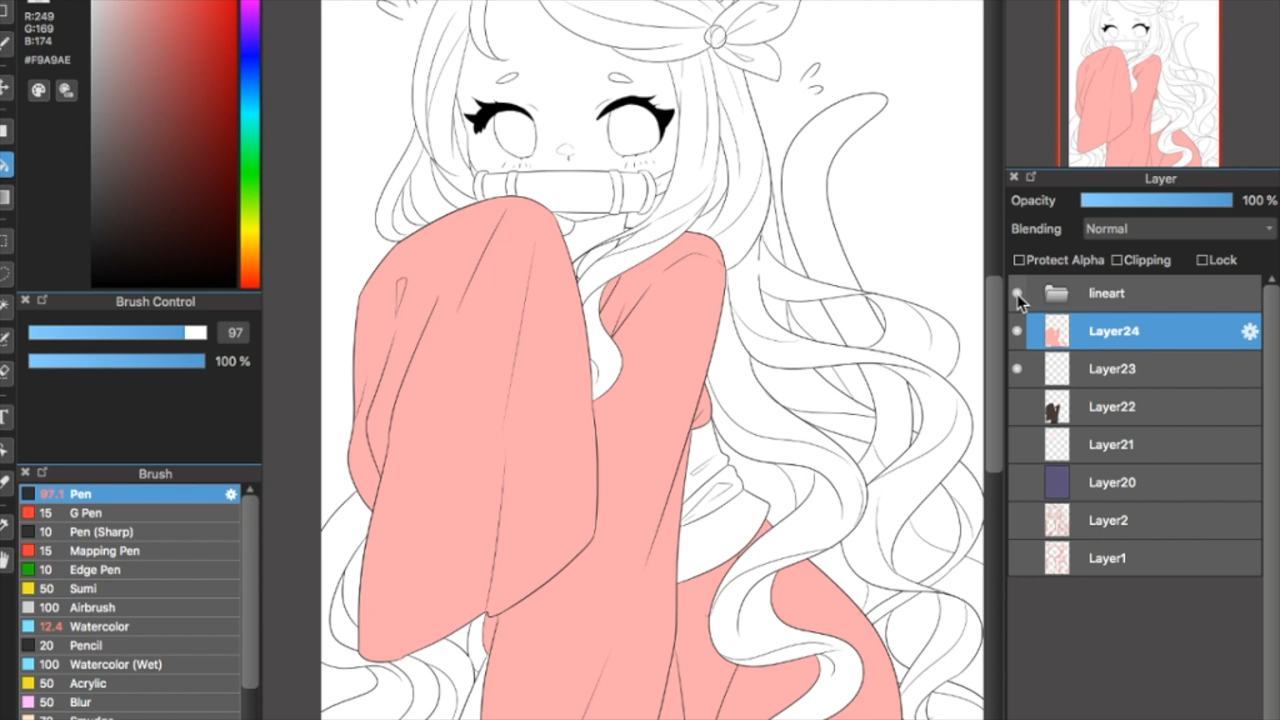 R:249
G:169
B:174
#F9A9AE
Brush Control
97
100 %
Brush
97.1 Pen
15 G Pen
10 Pen (Sharp)
15 Mapping Pen
10 Edge Pen
50 Sumi
100 Airbrush
12.4 Watercolor
20 Pencil
100 Watercolor (Wet)
50 Acrylic
50 Blur
Layer
Opacity 100 %
Blending Normal
Protect Alpha Clipping Lock
lineart
Layer24
Layer23
Layer22
Layer21
Layer20
Layer2
Layer1